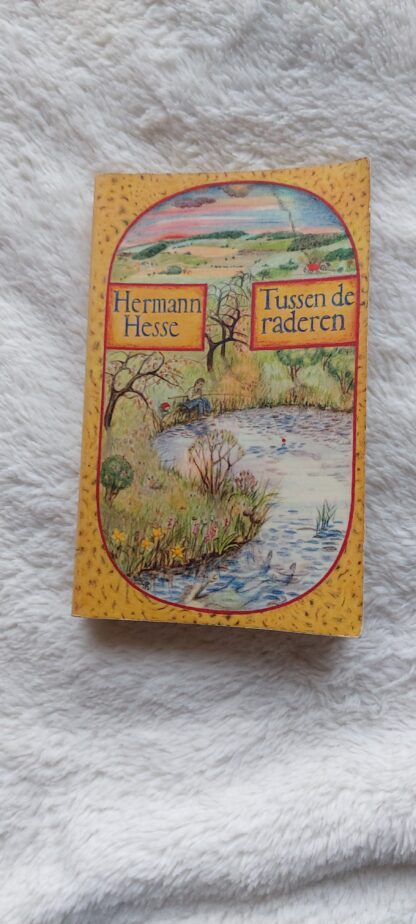 Hermann
Hesse
Tussen de
raderen